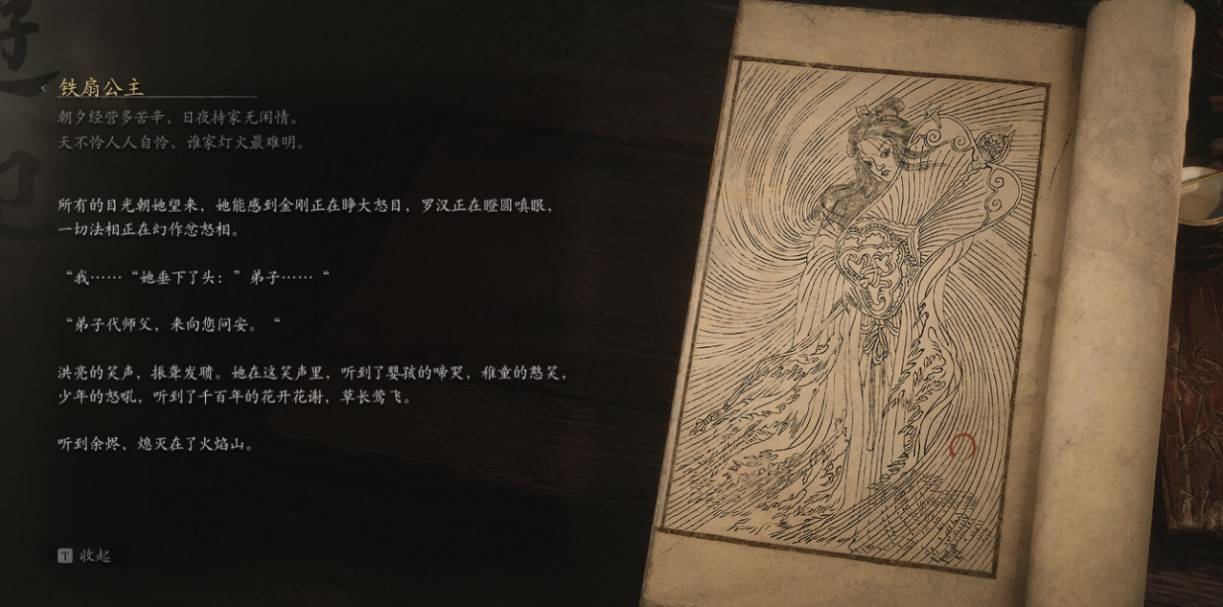 铁扇公主
朝夕经营多苦辛，日夜持家无闲情。
天不怜人人自怜，谁家灯火最难明。
所有的目光朝她望来，她能感到金刚正在睁大怒目，罗汉正在瞪圆嗔眼，
一切法相正在幻作忿怒相。
“我……“她垂下了头：”弟子……“
“弟子代师父，来向您问安。“
洪亮的笑声，振聋发聩。她在这笑声里，听到了婴孩的啼哭，稚童的憨笑，
少年的怒吼，听到了千百年的花开花谢，草长莺飞。
听到余烬，熄灭在了火焰山。
T 收起